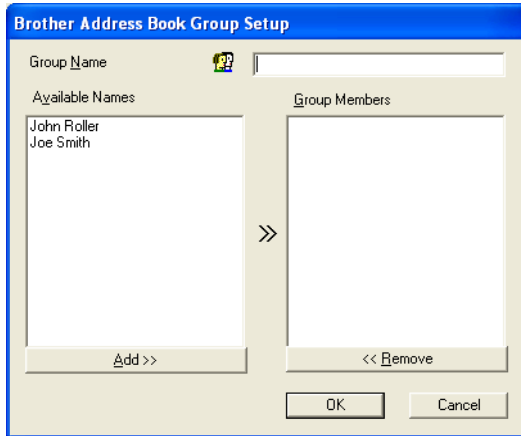 Brother Address Book Group Setup
Group Name
Available Names
Group Members
John Roller
Joe Smith
>>
Add >>
<< Remove
OK
Cancel